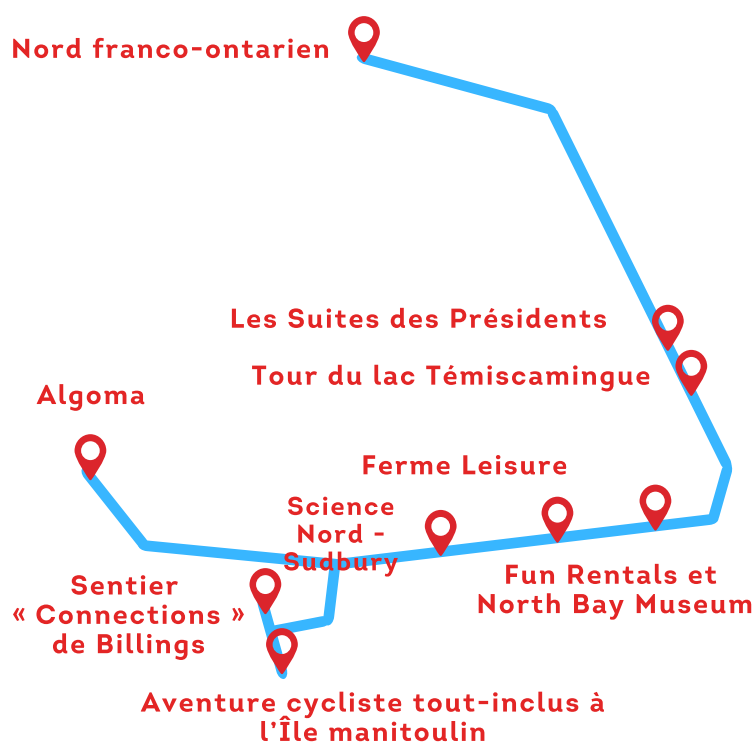 Nord franco-ontarien
Les Suites des Présidents
Tour du lac Témiscamingue
Algoma
Ferme Leisure
Science
Nord -
Sudbury
Fun Rentals et
North Bay Museum
Sentier
« Connections »
de Billings
Aventure cycliste tout-inclus à
l'Île manitoulin